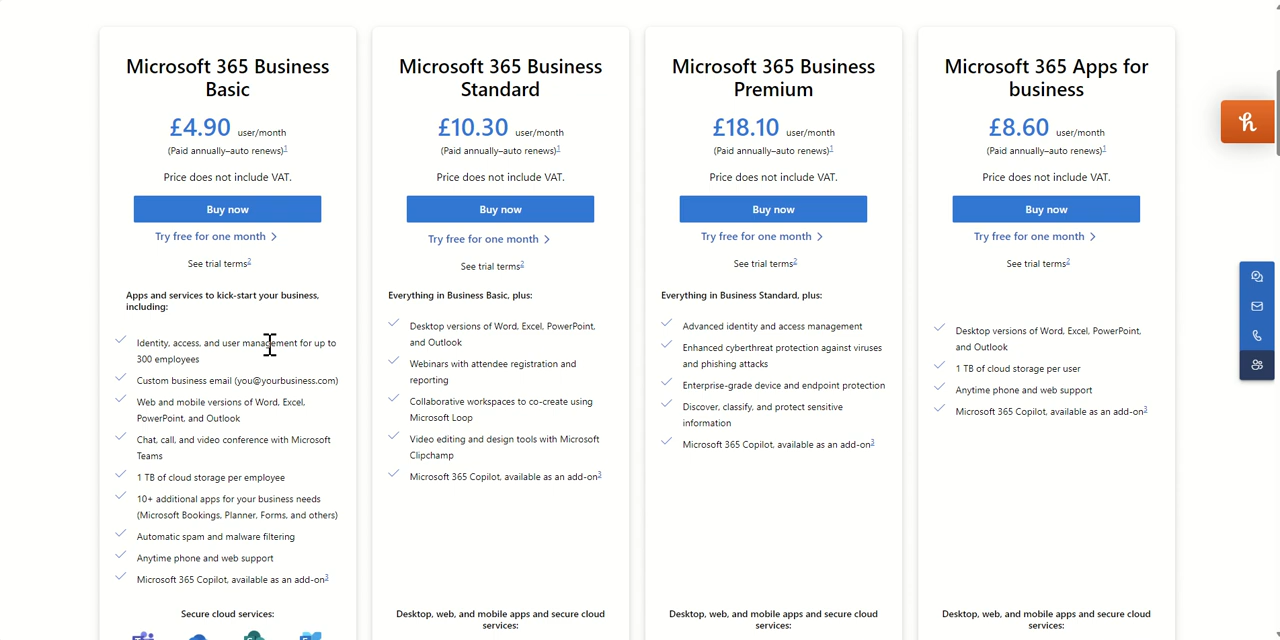 Microsoft 365 Business
Basic
£4.90 user/month
(Paid annually–auto renews)1
Price does not include VAT.
Buy now
Try free for one month
See trial terms2
Apps and services to kick-start your business,
including:
Identity, access, and user management for up to
300 employees
Custom business email (you@yourbusiness.com)
Web and mobile versions of Word, Excel,
PowerPoint, and Outlook
Chat, call, and video conference with Microsoft
Teams
1 TB of cloud storage per employee
10+ additional apps for your business needs
(Microsoft Bookings, Planner, Forms, and others)
Automatic spam and malware filtering
Anytime phone and web support
Microsoft 365 Copilot, available as an add-on3
Secure cloud services:
Microsoft 365 Business
Standard
£10.30 user/month
(Paid annually–auto renews)1
Price does not include VAT.
Buy now
Try free for one month
See trial terms2
Everything in Business Basic, plus:
Desktop versions of Word, Excel, PowerPoint,
and Outlook
Webinars with attendee registration and
reporting
Collaborative workspaces to co-create using
Microsoft Loop
Video editing and design tools with Microsoft
Clipchamp
Microsoft 365 Copilot, available as an add-on3
Desktop, web, and mobile apps and secure cloud
services:
Microsoft 365 Business
Premium
£18.10 user/month
(Paid annually–auto renews)1
Price does not include VAT.
Buy now
Try free for one month
See trial terms2
Everything in Business Standard, plus:
Advanced identity and access management
Enhanced cyberthreat protection against viruses
and phishing attacks
Enterprise-grade device and endpoint protection
Discover, classify, and protect sensitive
information
Microsoft 365 Copilot, available as an add-on3
Desktop, web, and mobile apps and secure cloud
services:
Microsoft 365 Apps for
business
£8.60 user/month
(Paid annually–auto renews)1
Price does not include VAT.
Buy now
Try free for one month
See trial terms2
Desktop versions of Word, Excel, PowerPoint,
and Outlook
1 TB of cloud storage per user
Anytime phone and web support
Microsoft 365 Copilot, available as an add-on3
Desktop, web, and mobile apps and secure cloud
services:
h